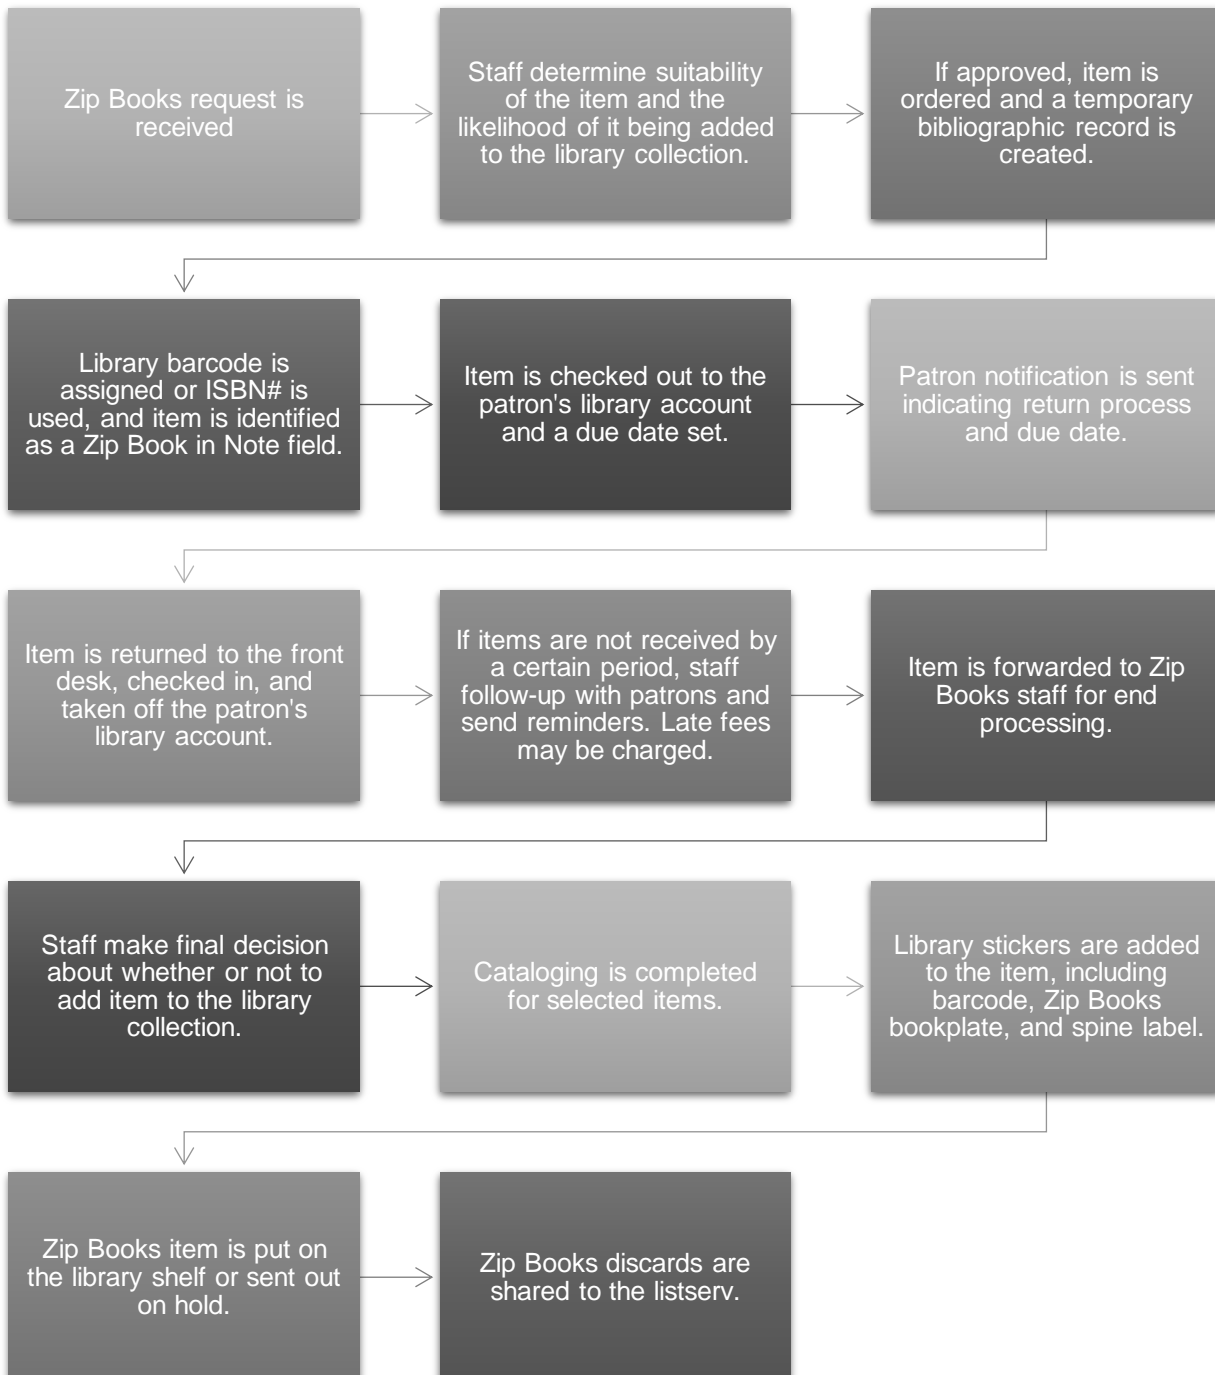 Zip Books request is
received
Staff determine suitability
of the item and the
likelihood of it being added
to the library collection.
If approved, item is
ordered and a temporary
bibliographic record is
created.
Library barcode is
assigned or ISBN# is
used, and item is identified
as a Zip Book in Note field.
Item is checked out to the
patron's library account
and a due date set.
Patron notification is sent
indicating return process
and due date.
Item is returned to the front
desk, checked in, and
taken off the patron's
library account.
If items are not received by
a certain period, staff
follow-up with patrons and
send reminders. Late fees
may be charged.
Item is forwarded to Zip
Books staff for end
processing.
Staff make final decision
about whether or not to
add item to the library
collection.
Cataloging is completed
for selected items.
Library stickers are added
to the item, including
barcode, Zip Books
bookplate, and spine label.
Zip Books item is put on
the library shelf or sent out
on hold.
Zip Books discards are
shared to the listserv.